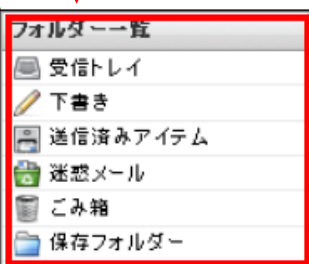 フォルダー一覧
受信トレイ
下書き
送信済みアイテム
迷惑メール
ごみ箱
保存フォルダー